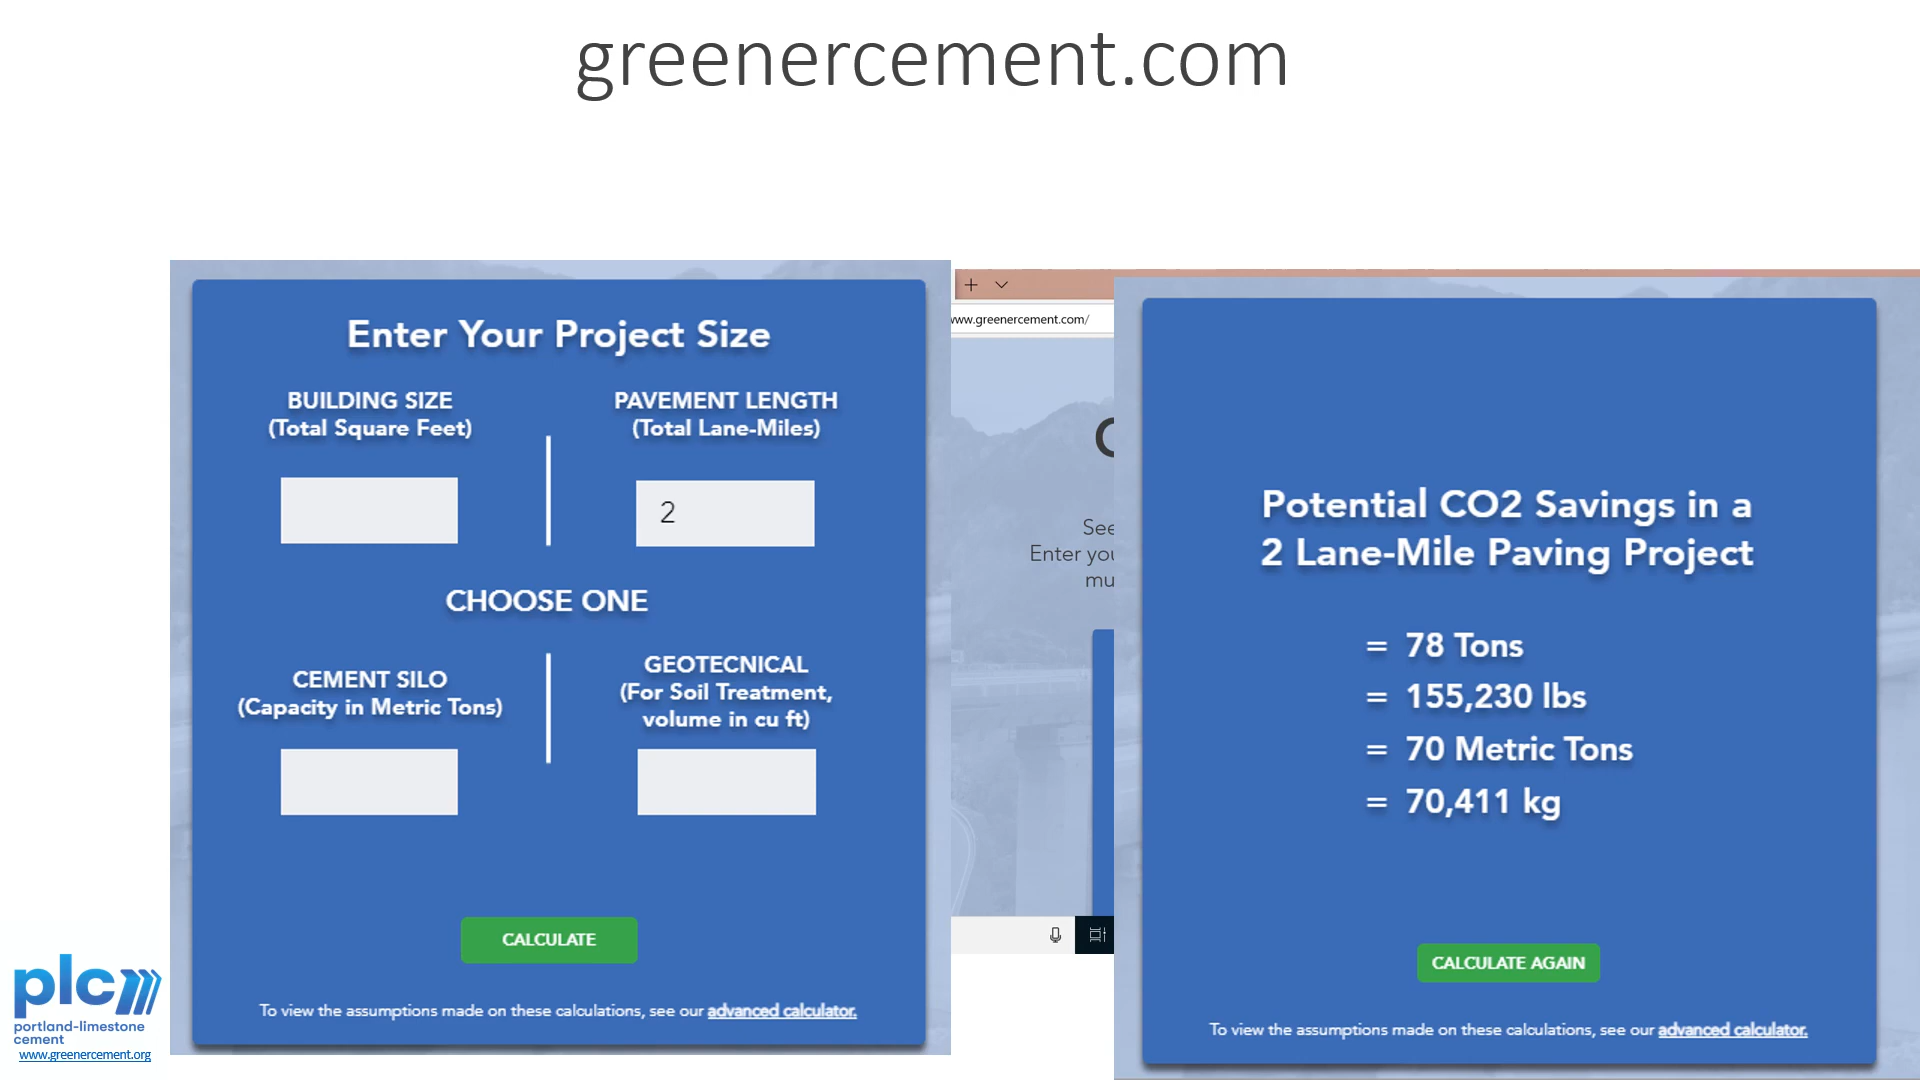 greenercement.com
Enter Your Project Size
BUILDING SIZE
(Total Square Feet)
PAVEMENT LENGTH
(Total Lane-Miles)
2
CHOOSE ONE
CEMENT SILO
(Capacity in Metric Tons)
GEOTECNICAL
(For Soil Treatment,
volume in cu ft)
CALCULATE
To view the assumptions made on these calculations, see our advanced calculator.
www.greenercement.com/
See
Enter you
mu
Potential CO2 Savings in a
2 Lane-Mile Paving Project
= 78 Tons
= 155,230 lbs
= 70 Metric Tons
= 70,411 kg
CALCULATE AGAIN
To view the assumptions made on these calculations, see our advanced calculator.
plc
portland-limestone
cement
www.greenercement.org